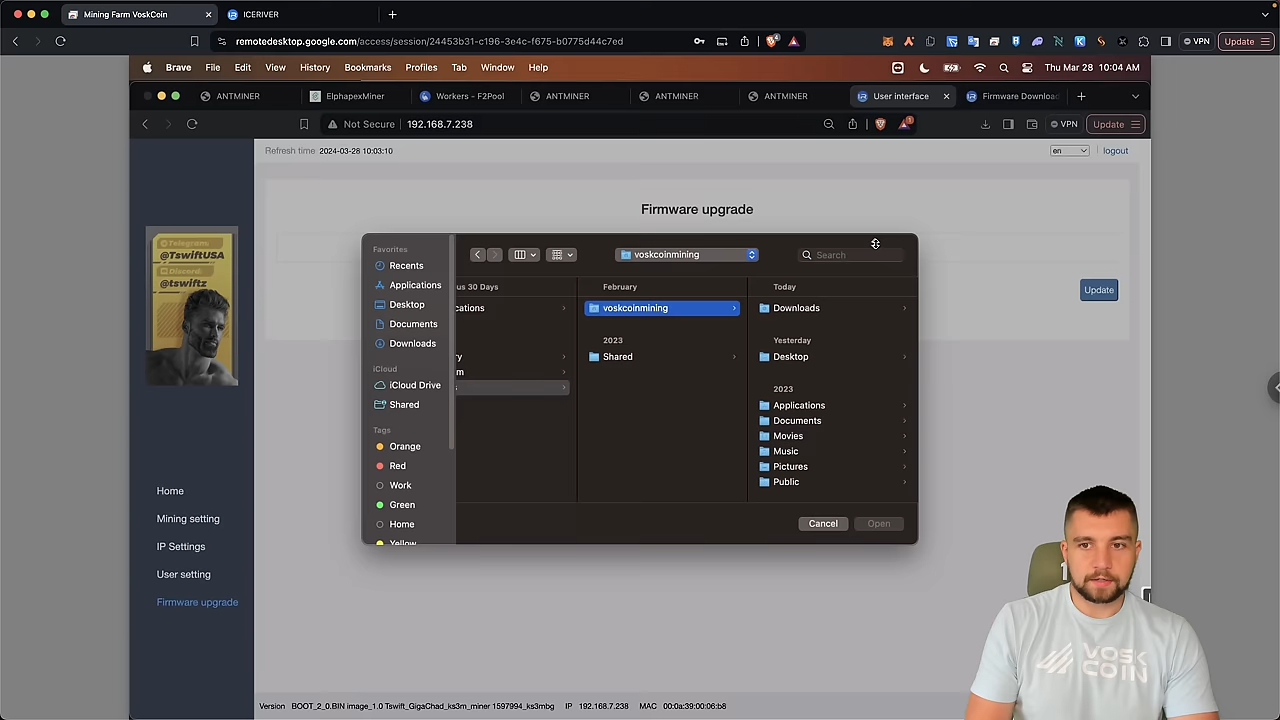 Mining Farm VoskCoin
ICERIVER
remotedesktop.google.com/access/session/24453b31-c196-3e4c-f675-b0775d44c7ed
VPN
Update
Brave File Edit View History Bookmarks Profiles Tab Window Help
Thu Mar 28 10:04 AM
ANTMINER
ElphapexMiner
Workers - F2Pool
ANTMINER
ANTMINER
ANTMINER
User interface
Firmware Downloa
Not Secure 192.168.7.238
VPN
Update
Refresh time 2024-03-28 10:03:10
en
logout
Firmware upgrade
Telegram:
@TswiftUSA
Discord:
@tswiftz
Home
Mining setting
IP Settings
User setting
Firmware upgrade
Favorites
Recents
Applications
Desktop
Documents
Downloads
iCloud
iCloud Drive
Shared
Tags
Orange
Red
Work
Green
Home
Yellow
voskcoinmining
Search
us 30 Days
cations
ry
m
s
February
voskcoinmining
2023
Shared
Today
Downloads
Yesterday
Desktop
2023
Applications
Documents
Movies
Music
Pictures
Public
Cancel
Open
Update
VOSK
COIN
Version BOOT_2_0.BIN image_1.0 Tswift_GigaChad_ks3m_miner 1597994_ks3mbg IP 192.168.7.238 MAC 00:0a:39:00:06:b8